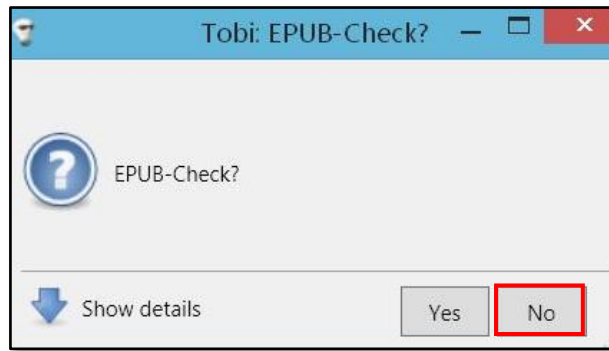 Tobi: EPUB-Check?
EPUB-Check?
Show details
Yes No